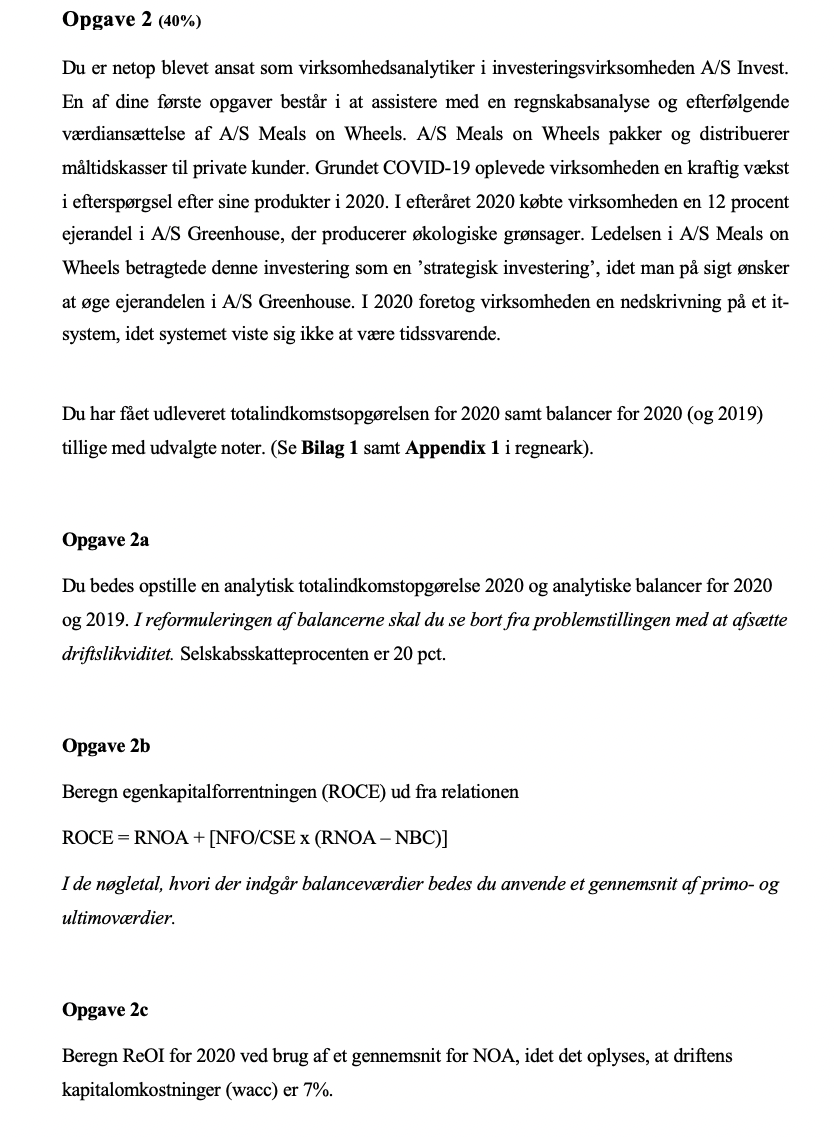 Opgave 2 (40%)
Du er netop blevet ansat som virksomhedsanalytiker i investeringsvirksomheden A/S Invest.
En af dine første opgaver består i at assistere med en regnskabsanalyse og efterfølgende
værdiansættelse af A/S Meals on Wheels. A/S Meals on Wheels pakker og distribuerer
måltidskasser til private kunder. Grundet COVID-19 oplevede virksomheden en kraftig vækst
i efterspørgsel efter sine produkter i 2020. I efteråret 2020 købte virksomheden en 12 procent
ejerandel i A/S Greenhouse, der producerer økologiske grønsager. Ledelsen i A/S Meals on
Wheels betragtede denne investering som en ’strategisk investering’, idet man på sigt ønsker
at øge ejerandelen i A/S Greenhouse. I 2020 foretog virksomheden en nedskrivning på et it-
system, idet systemet viste sig ikke at være tidssvarende.
Du har fået udleveret totalindkomstsopgørelsen for 2020 samt balancer for 2020 (og 2019)
tillige med udvalgte noter. (Se Bilag 1 samt Appendix 1 i regneark).
Opgave 2a
Du bedes opstille en analytisk totalindkomstopgørelse 2020 og analytiske balancer for 2020
og 2019. I reformuleringen af balancerne skal du se bort fra problemstillingen med at afsætte
driftslikviditet. Selskabsskatteprocenten er 20 pct.
Opgave 2b
Beregn egenkapitalforrentningen (ROCE) ud fra relationen
ROCE = RNOA + [NFO/CSE x (RNOA – NBC)]
I de nøgletal, hvori der indgår balanceværdier bedes du anvende et gennemsnit af primo- og
ultimoværdier.
Opgave 2c
Beregn ReOI for 2020 ved brug af et gennemsnit for NOA, idet det oplyses, at driftens
kapitalomkostninger (wacc) er 7%.